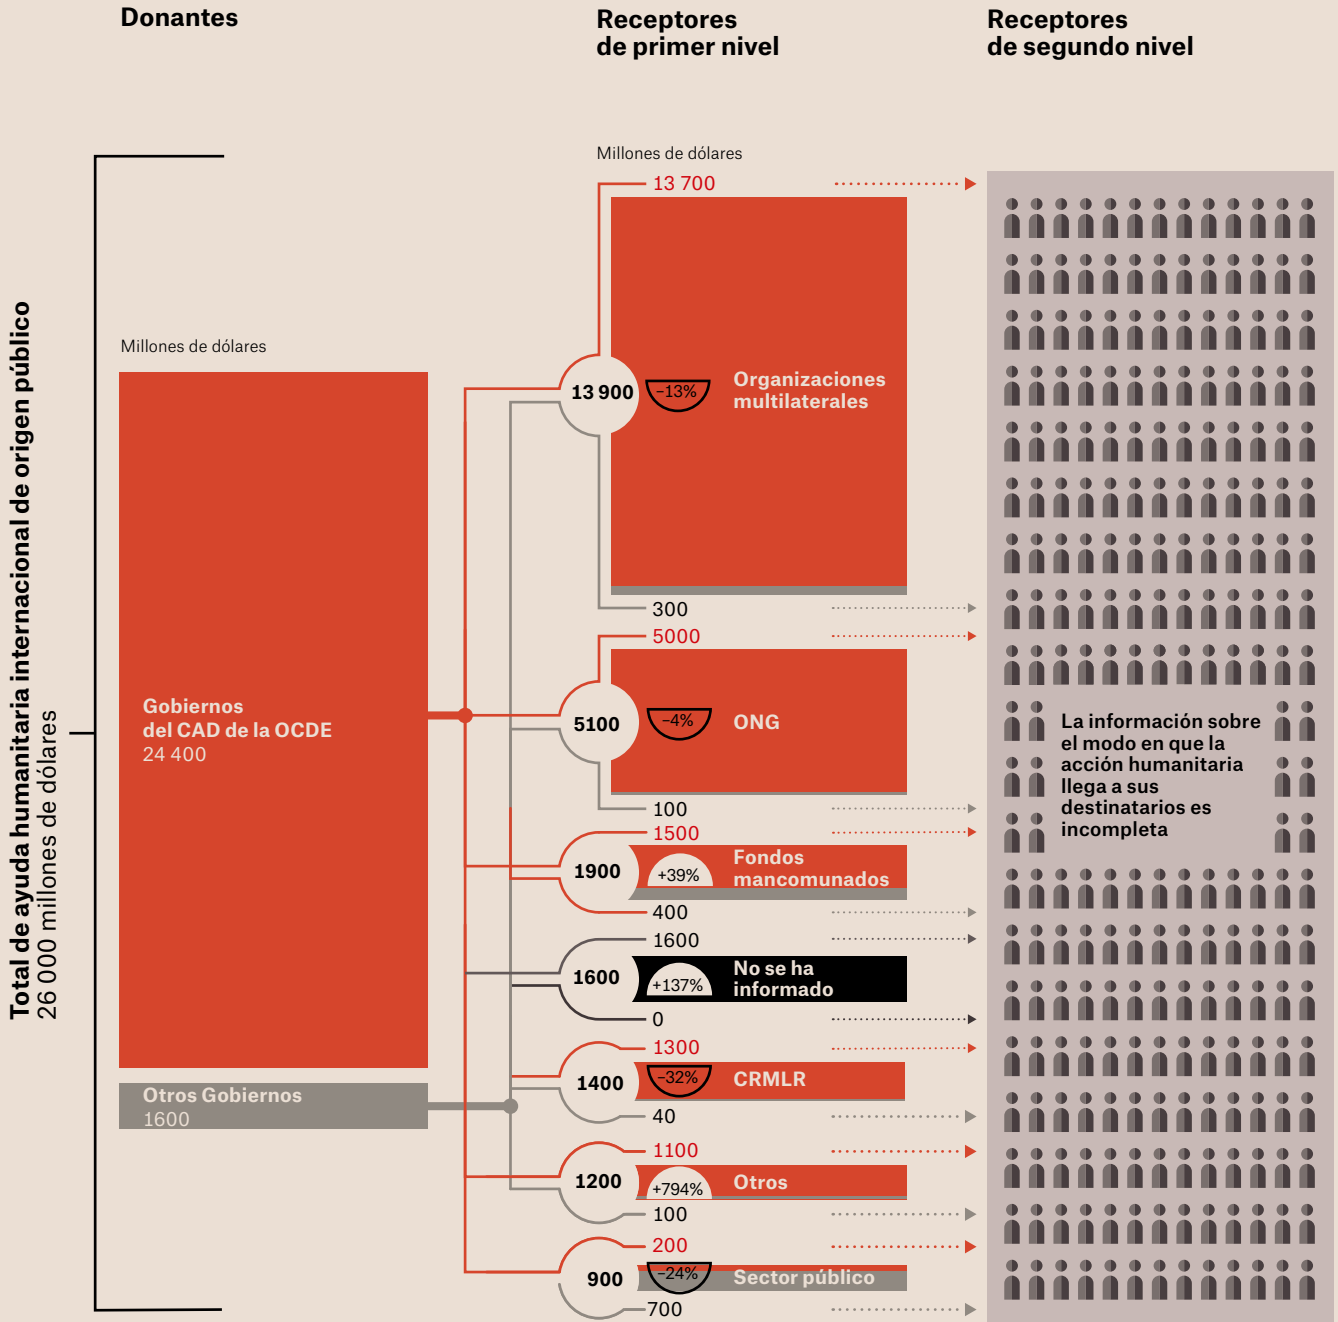 Donantes
Receptores
de primer nivel
Receptores
de segundo nivel
Total de ayuda humanitaria internacional de origen público
26 000 millones de dólares
Millones de dólares
Gobiernos
del CAD de la OCDE
24 400
Otros Gobiernos
1600
Millones de dólares
13 700
13 900
−13%
Organizaciones
multilaterales
300
5000
5100
−4%
ONG
100
1500
1900
+39%
Fondos
mancomunados
400
1600
1600
+137%
No se ha
informado
0
1300
1400
−32%
CRMLR
40
1100
1200
+794%
Otros
100
200
900
−24%
Sector público
700
La información sobre
el modo en que la
acción humanitaria
llega a sus
destinatarios es
incompleta